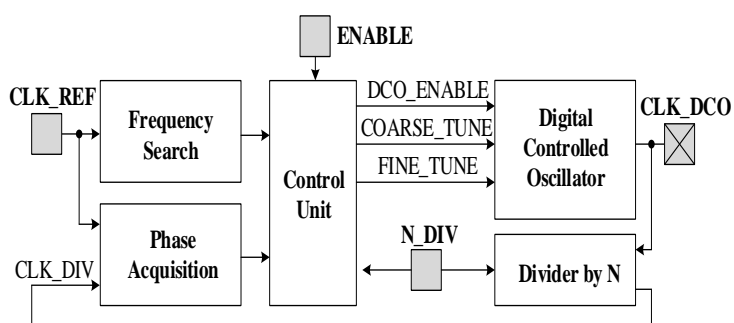 ENABLE
CLK_REF
Frequency
Search
Control
Unit
DCO_ENABLE
COARSE_TUNE
FINE_TUNE
Digital
Controlled
Oscillator
CLK_DCO
Phase
Acquisition
CLK_DIV
N_DIV
Divider by N